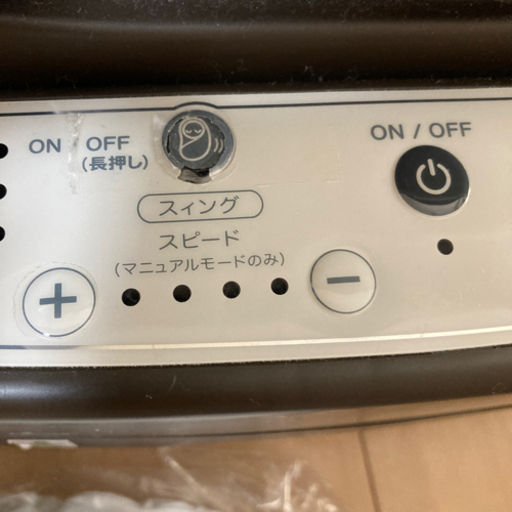 ON OFF
(長押し)
ON / OFF
スィング
スピード
(マニュアルモードのみ)